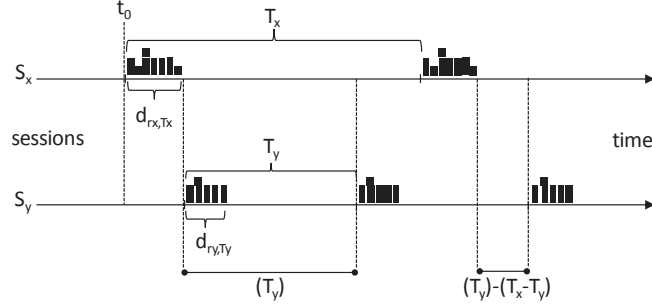 t0
Tx
Sx
drx,Tx
sessions
time
Ty
Sy
dry,Ty
(Ty)
(Ty)-(Tx-Ty)